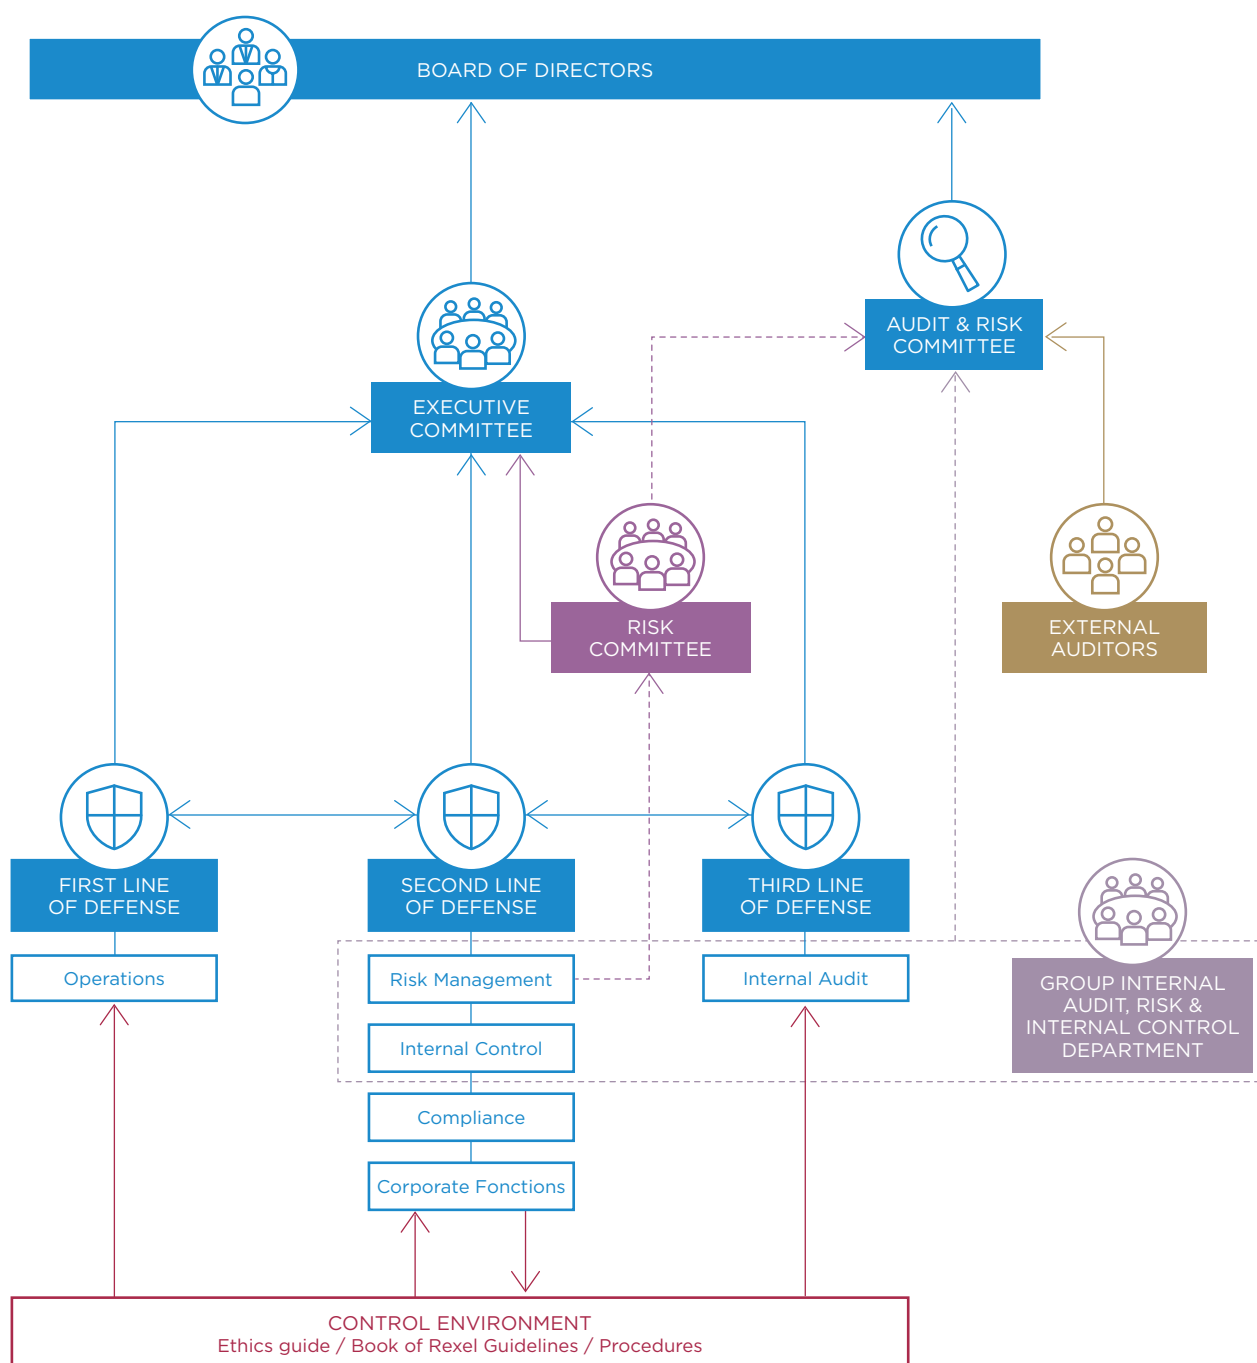 BOARD OF DIRECTORS
AUDIT & RISK
COMMITTEE
EXECUTIVE
COMMITTEE
RISK
COMMITTEE
EXTERNAL
AUDITORS
FIRST LINE
OF DEFENSE
SECOND LINE
OF DEFENSE
THIRD LINE
OF DEFENSE
Operations
Risk Management
Internal Audit
GROUP INTERNAL
AUDIT, RISK &
INTERNAL CONTROL
DEPARTMENT
Internal Control
Compliance
Corporate Fonctions
CONTROL ENVIRONMENT
Ethics guide / Book of Rexel Guidelines / Procedures